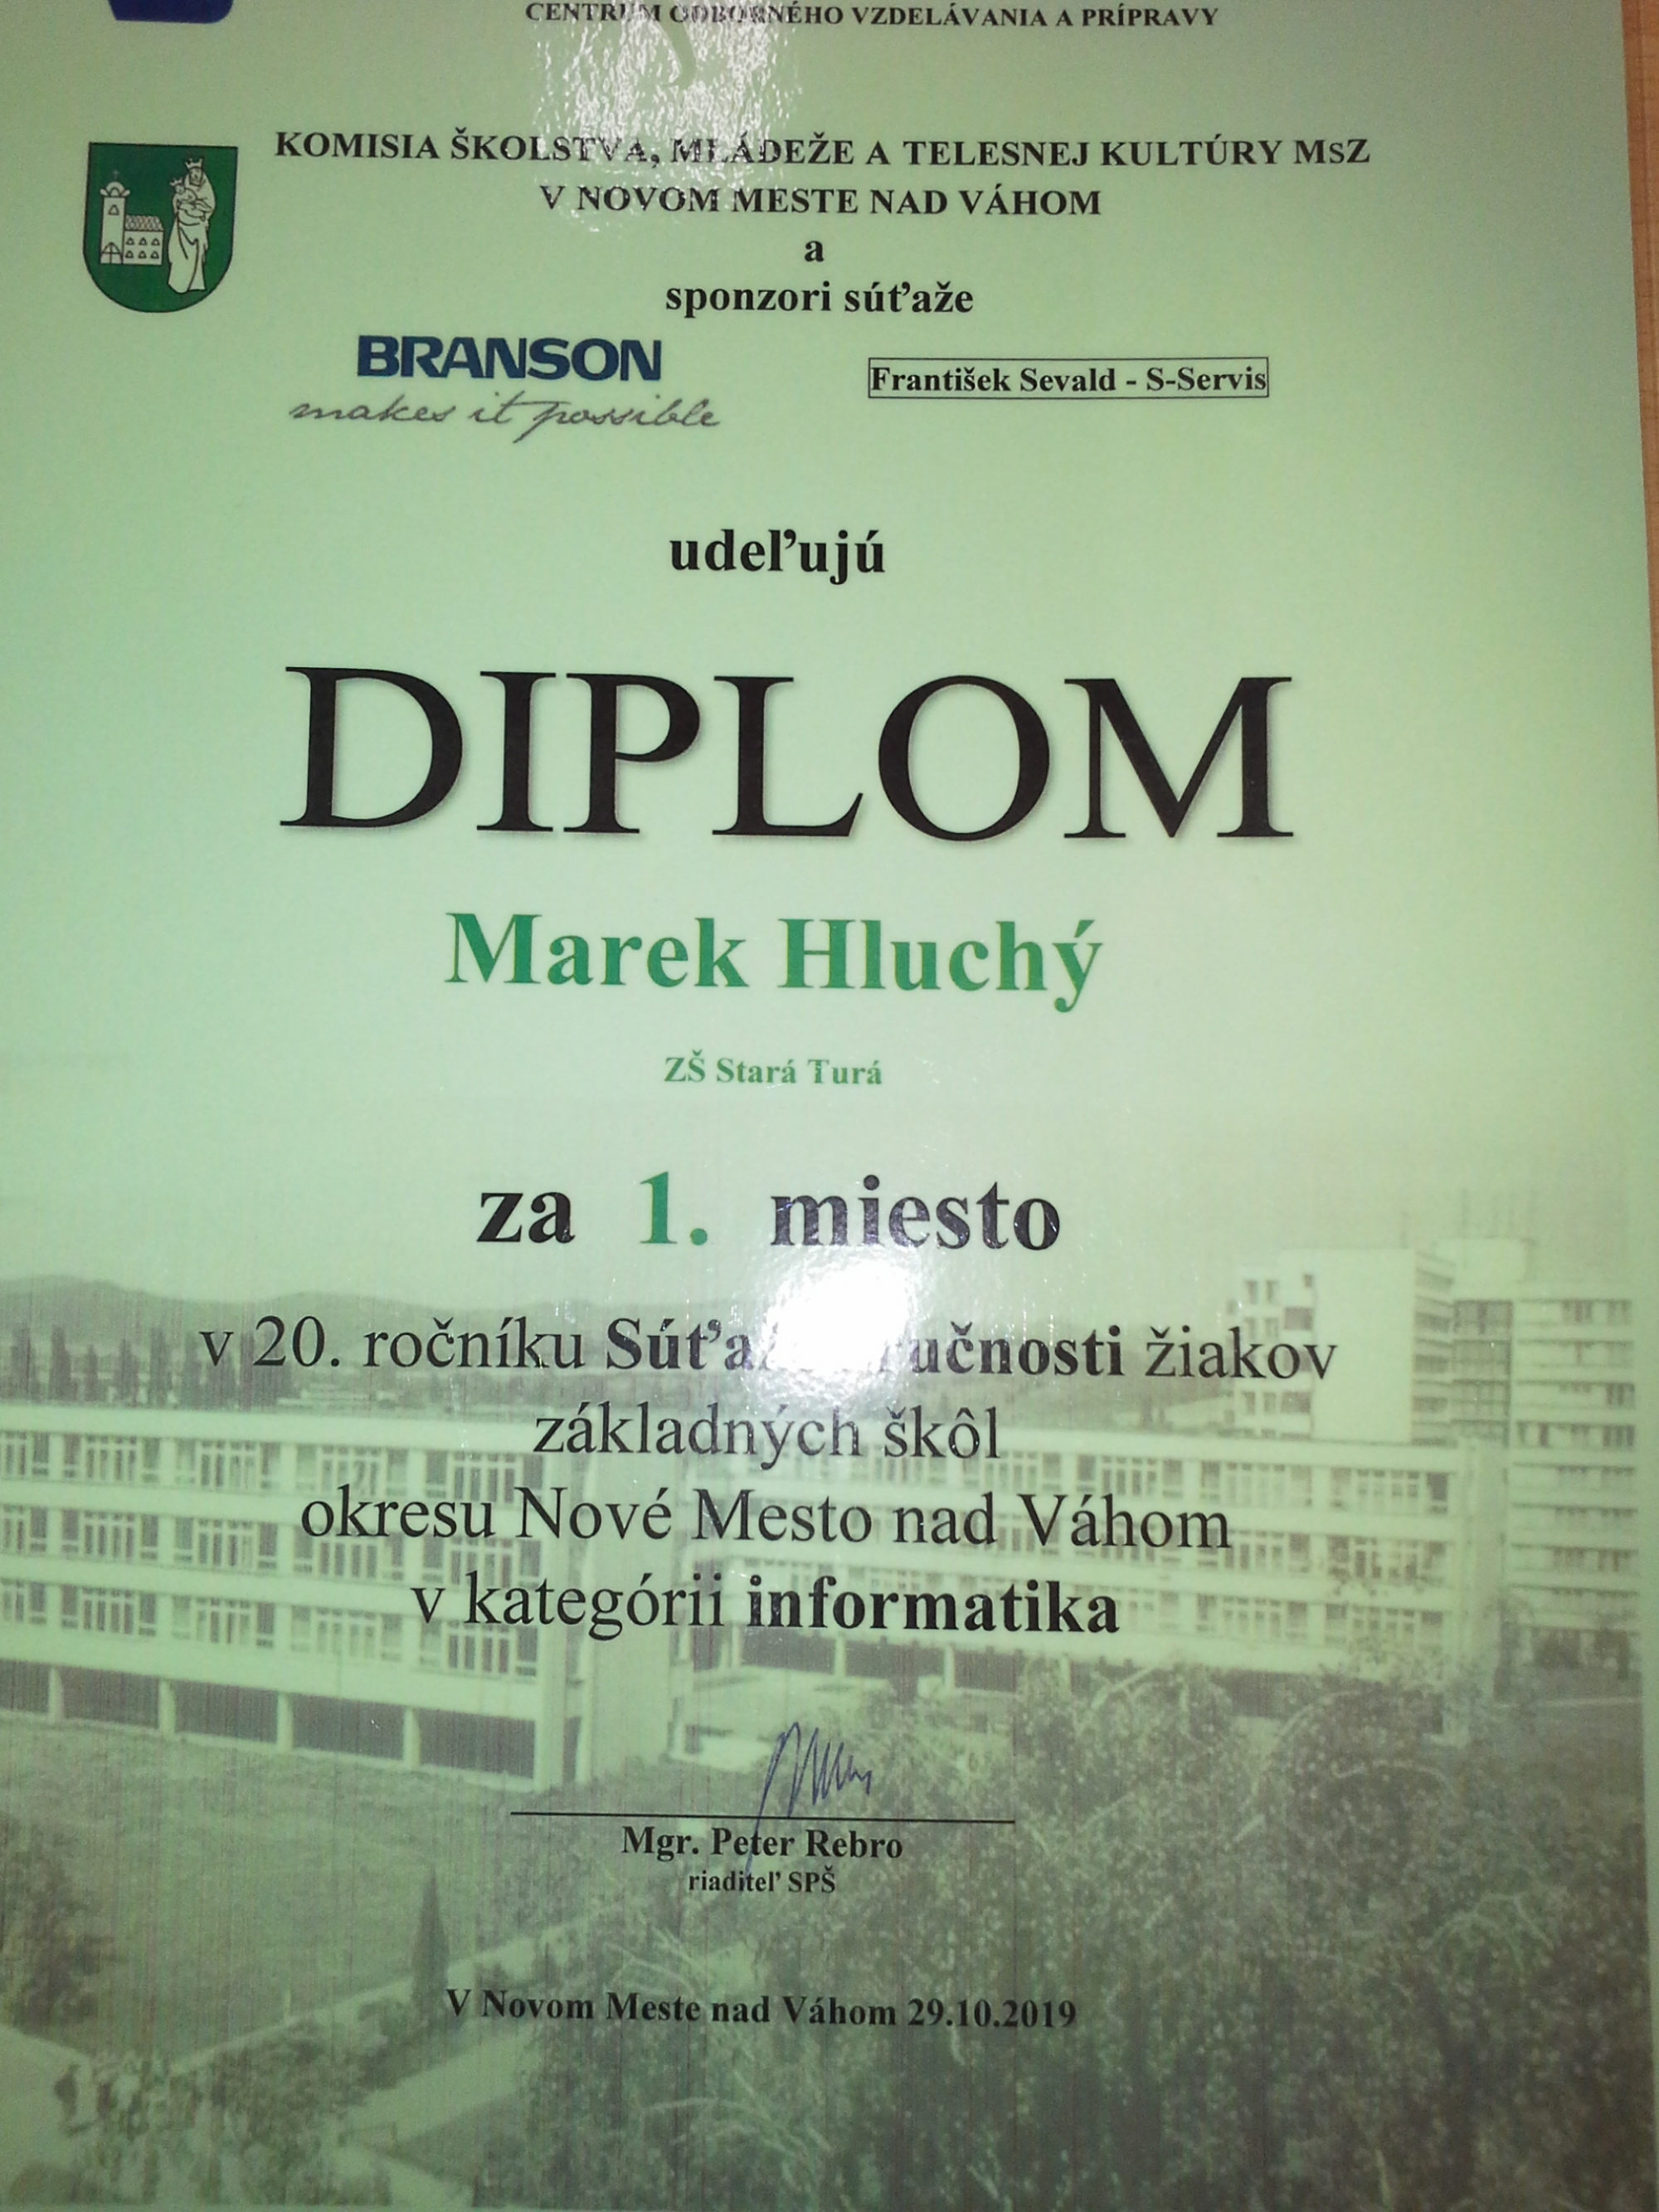 CENTRUM ODBORNÉHO VZDELÁVANIA A PRÍPRAVY
KOMISIA ŠKOLSTVA, MLÁDEŽE A TELESNEJ KULTÚRY MsZ
V NOVOM MESTE NAD VÁHOM
a
sponzori súťaže
BRANSON
makes it possible
František Sevald - S-Servis
udeľujú
DIPLOM
Marek Hluchý
ZŠ Stará Turá
za 1. miesto
v 20. ročníku žiakov
základných škôl
okresu Nové Mesto nad Váhom
v kategórii informatika
Mgr. Peter Rebro
riaditeľ SPŠ
V Novom Meste nad Váhom 29.10.2019